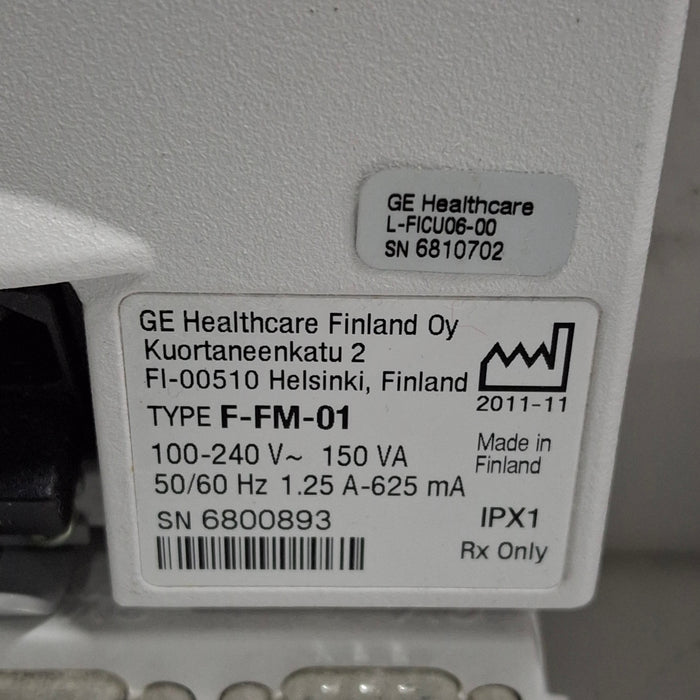 GE Healthcare
L-FICU06-00
SN 6810702
GE Healthcare Finland Oy
Kuortaneenkatu 2
FI-00510 Helsinki, Finland
TYPE F-FM-01
100-240 V~ 150 VA
50/60 Hz 1.25 A-625 mA
SN 6800893
2011-11
Made in
Finland
IPX1
Rx Only